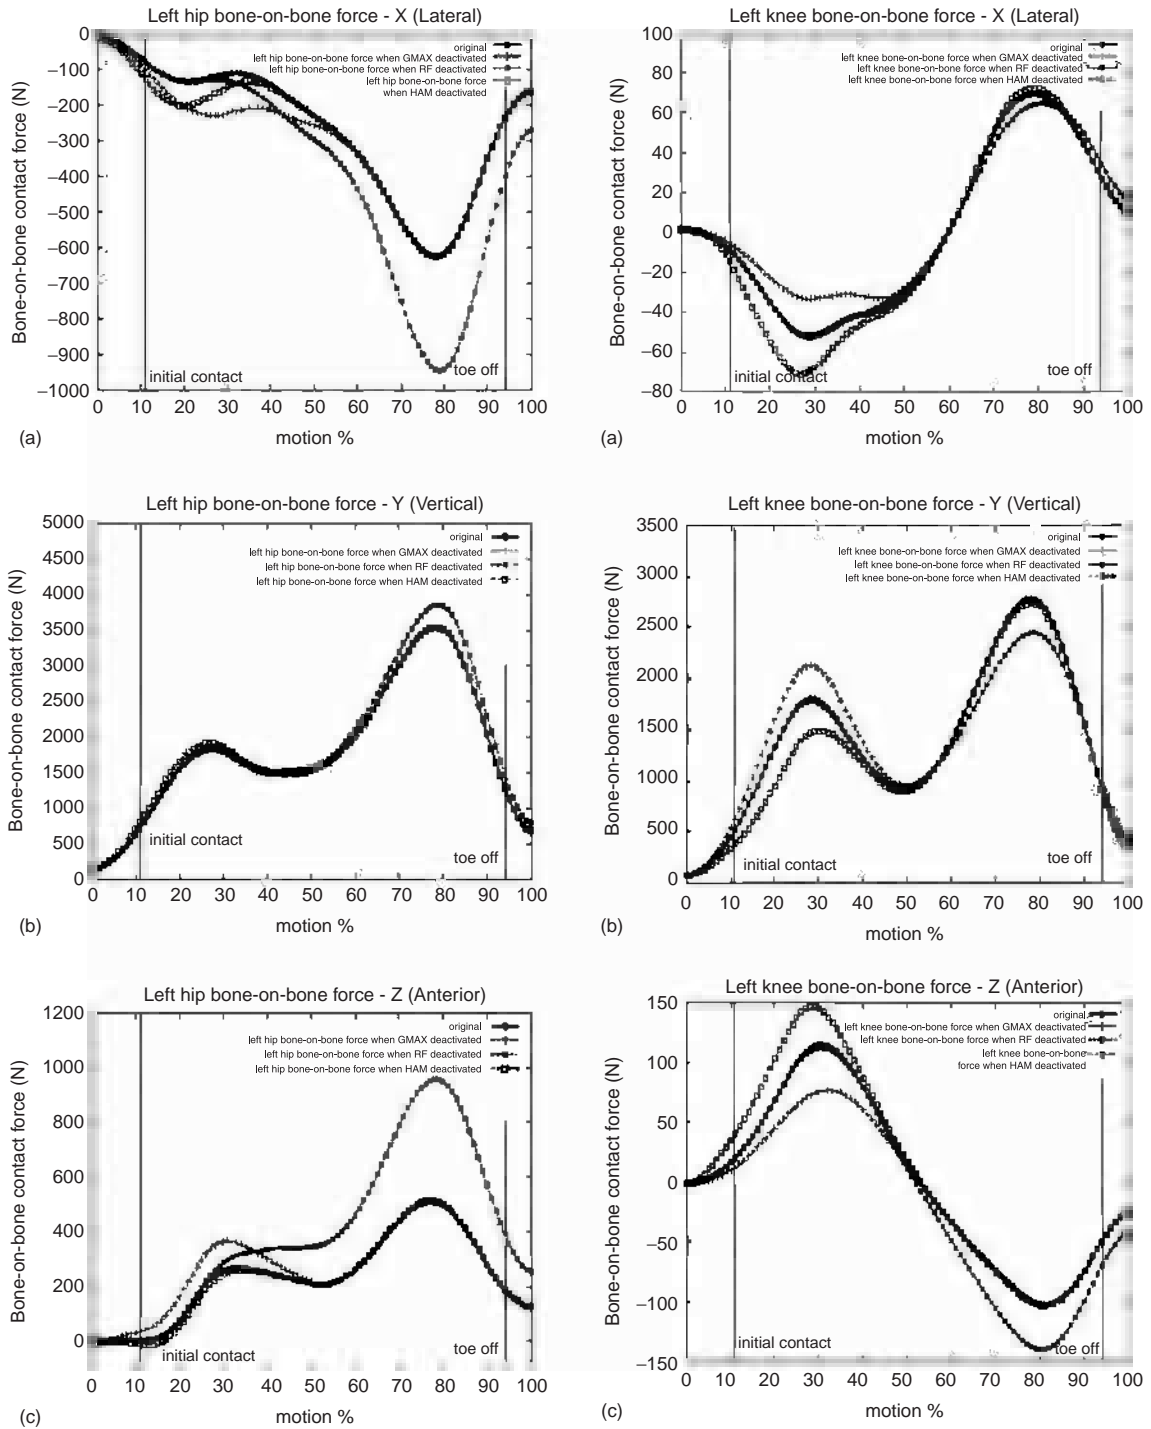 Left hip bone-on-bone force - X (Lateral)
original
left hip bone-on-bone force when GMAX deactivated
left hip bone-on-bone force when RF deactivated
left hip bone-on-bone force
when HAM deactivated
Bone-on-bone contact force (N)
0
−100
−200
−300
−400
−500
−600
−700
−800
−900
−1000
initial contact
toe off
0 10 20 30 40 50 60 70 80 90 100
(a)
motion %
Left knee bone-on-bone force - X (Lateral)
original
left knee bone-on-bone force when GMAX deactivated
left knee bone-on-bone force when RF deactivated
left knee bone-on-bone force when HAM deactivated
Bone-on-bone contact force (N)
100
80
60
40
20
0
−20
−40
−60
−80
initial contact
toe off
0 10 20 30 40 50 60 70 80 90 100
(a)
motion %
Left hip bone-on-bone force - Y (Vertical)
original
left hip bone-on-bone force when GMAX deactivated
left hip bone-on-bone force when RF deactivated
left hip bone-on-bone force when HAM deactivated
Bone-on-bone contact force (N)
5000
4500
4000
3500
3000
2500
2000
1500
1000
500
0
initial contact
toe off
0 10 20 30 40 50 60 70 80 90 100
(b)
motion %
Left knee bone-on-bone force - Y (Vertical)
original
left knee bone-on-bone force when GMAX deactivated
left knee bone-on-bone force when RF deactivated
left knee bone-on-bone force when HAM deactivated
Bone-on-bone contact force (N)
3500
3000
2500
2000
1500
1000
500
0
initial contact
toe off
0 10 20 30 40 50 60 70 80 90 100
(b)
motion %
Left hip bone-on-bone force - Z (Anterior)
original
left hip bone-on-bone force when GMAX deactivated
left hip bone-on-bone force when RF deactivated
left hip bone-on-bone force when HAM deactivated
Bone-on-bone contact force (N)
1200
1000
800
600
400
200
0
initial contact
toe off
0 10 20 30 40 50 60 70 80 90 100
(c)
motion %
Left knee bone-on-bone force - Z (Anterior)
original
left knee bone-on-bone force when GMAX deactivated
left knee bone-on-bone force when RF deactivated
left knee bone-on-bone
force when HAM deactivated
Bone-on-bone contact force (N)
150
100
50
0
−50
−100
−150
initial contact
toe off
0 10 20 30 40 50 60 70 80 90 100
(c)
motion %